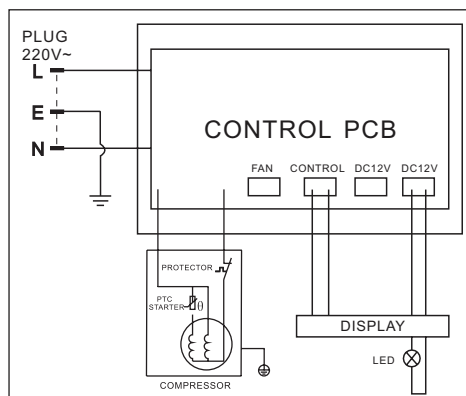 PLUG
220V~
L
E
N
CONTROL PCB
FAN CONTROL DC12V DC12V
PROTECTOR
PTC
STARTER
θ
COMPRESSOR
DISPLAY
LED